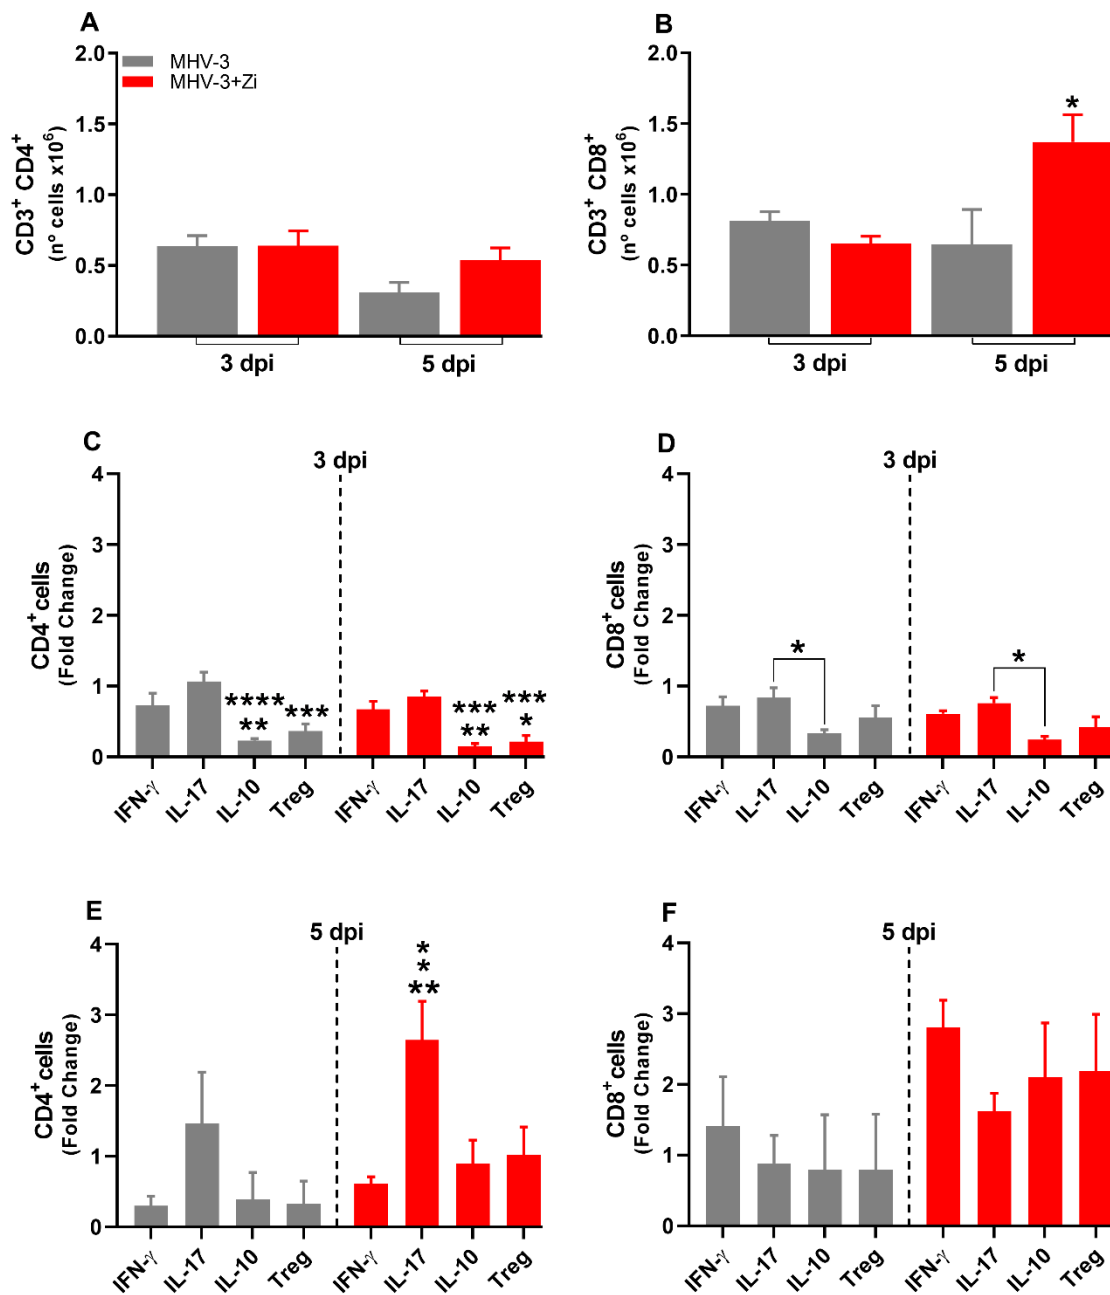 A
B
2.0
1.5
1.0
0.5
0.0
CD3+ CD4+
(nº cells x10⁶)
MHV-3
MHV-3+Zi
3 dpi
5 dpi
2.0
1.5
1.0
0.5
0.0
CD3+ CD8+
(nº cells x10⁶)
*
3 dpi
5 dpi
C
3 dpi
4
3
2
1
0
CD4+cells
(Fold Change)
****
**
***
***
**
***
*
IFN-γ
IL-17
IL-10
Treg
IFN-γ
IL-17
IL-10
Treg
D
3 dpi
4
3
2
1
0
CD8+cells
(Fold Change)
*
*
IFN-γ
IL-17
IL-10
Treg
IFN-γ
IL-17
IL-10
Treg
E
5 dpi
4
3
2
1
0
CD4+cells
(Fold Change)
*
*
**
IFN-γ
IL-17
IL-10
Treg
IFN-γ
IL-17
IL-10
Treg
F
5 dpi
4
3
2
1
0
CD8+cells
(Fold Change)
IFN-γ
IL-17
IL-10
Treg
IFN-γ
IL-17
IL-10
Treg